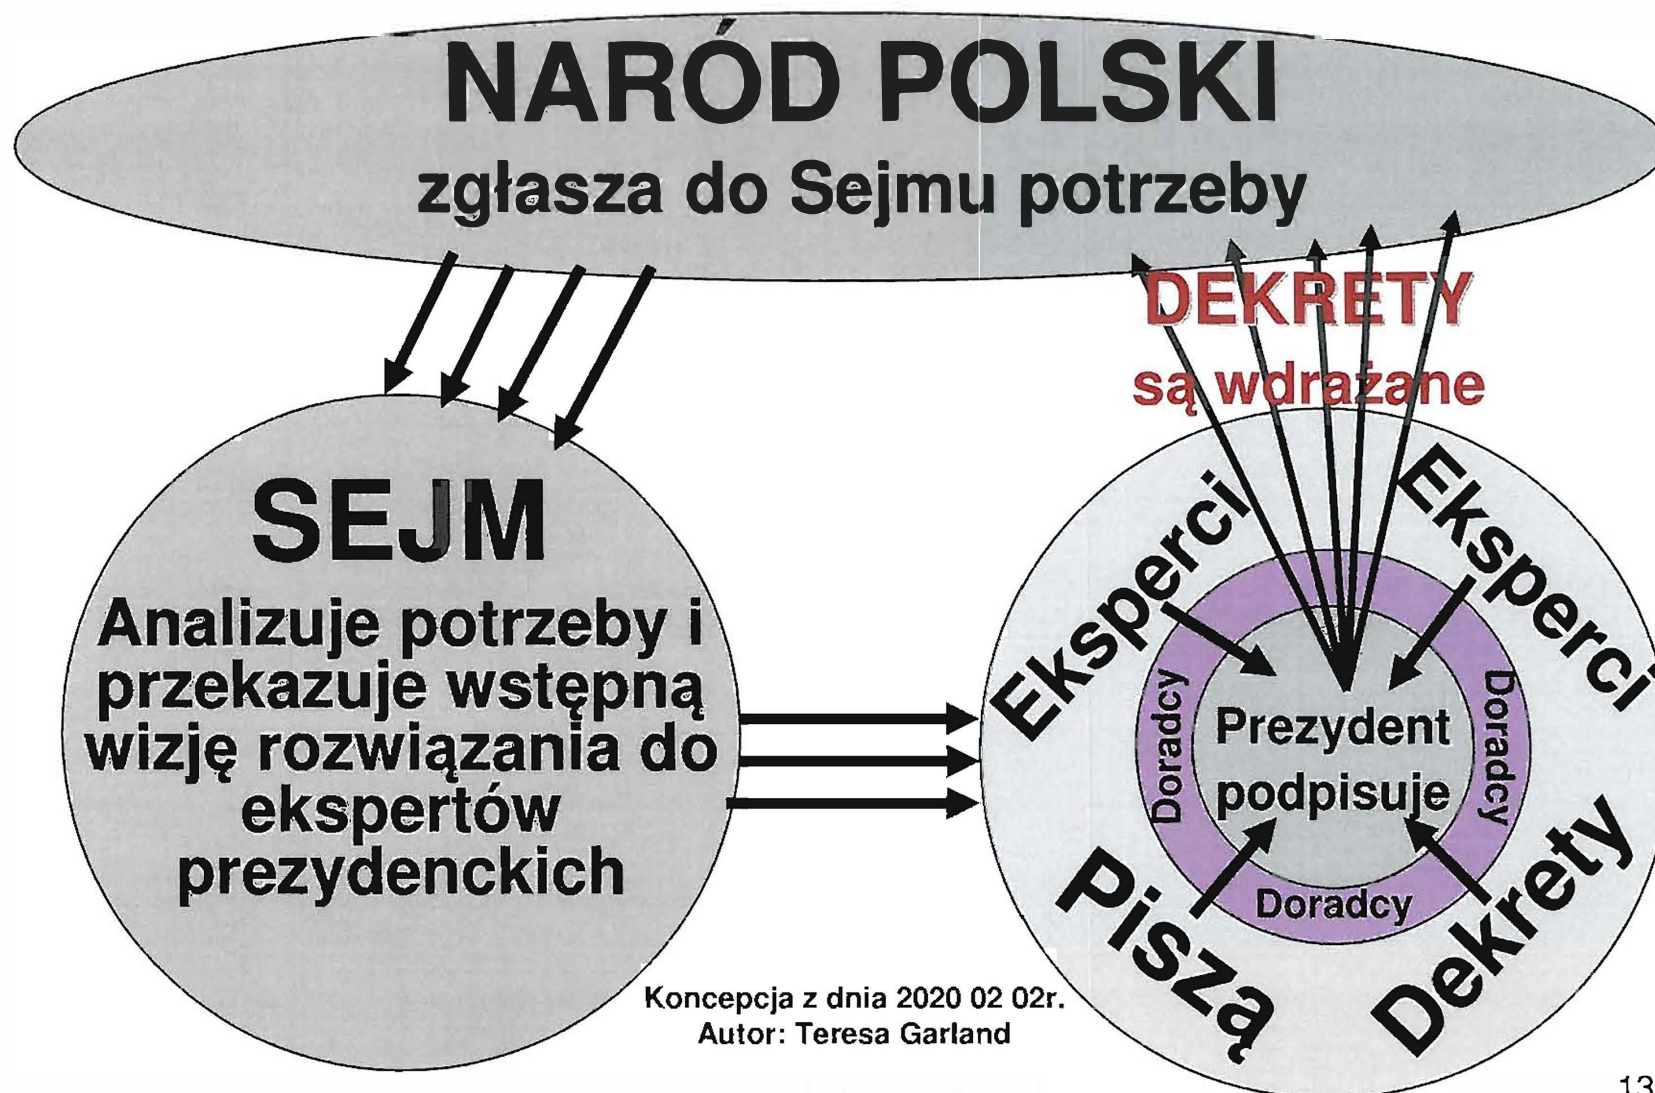 NARÓD POLSKI
zgłasza do Sejmu potrzeby
DEKRETY
są wdrażane
SEJM
Analizuje potrzeby i
przekazuje wstępną
wizję rozwiązania do
ekspertów
prezydenckich
Eksperci
Eksperci
Piszą
Dekrety
Doradcy
Doradcy
Doradcy
Prezydent
podpisuje
Koncepcja z dnia 2020 02 02r.
Autor: Teresa Garland
13